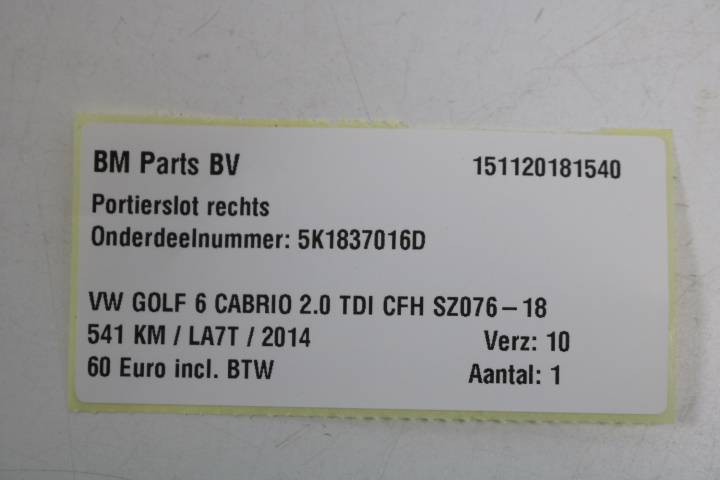 BM Parts BV 151120181540
Portierslot rechts
Onderdeelnummer: 5K1837016D
VW GOLF 6 CABRIO 2.0 TDI CFH SZ076-18
541 KM / LA7T / 2014 Verz: 10
60 Euro incl. BTW Aantal: 1